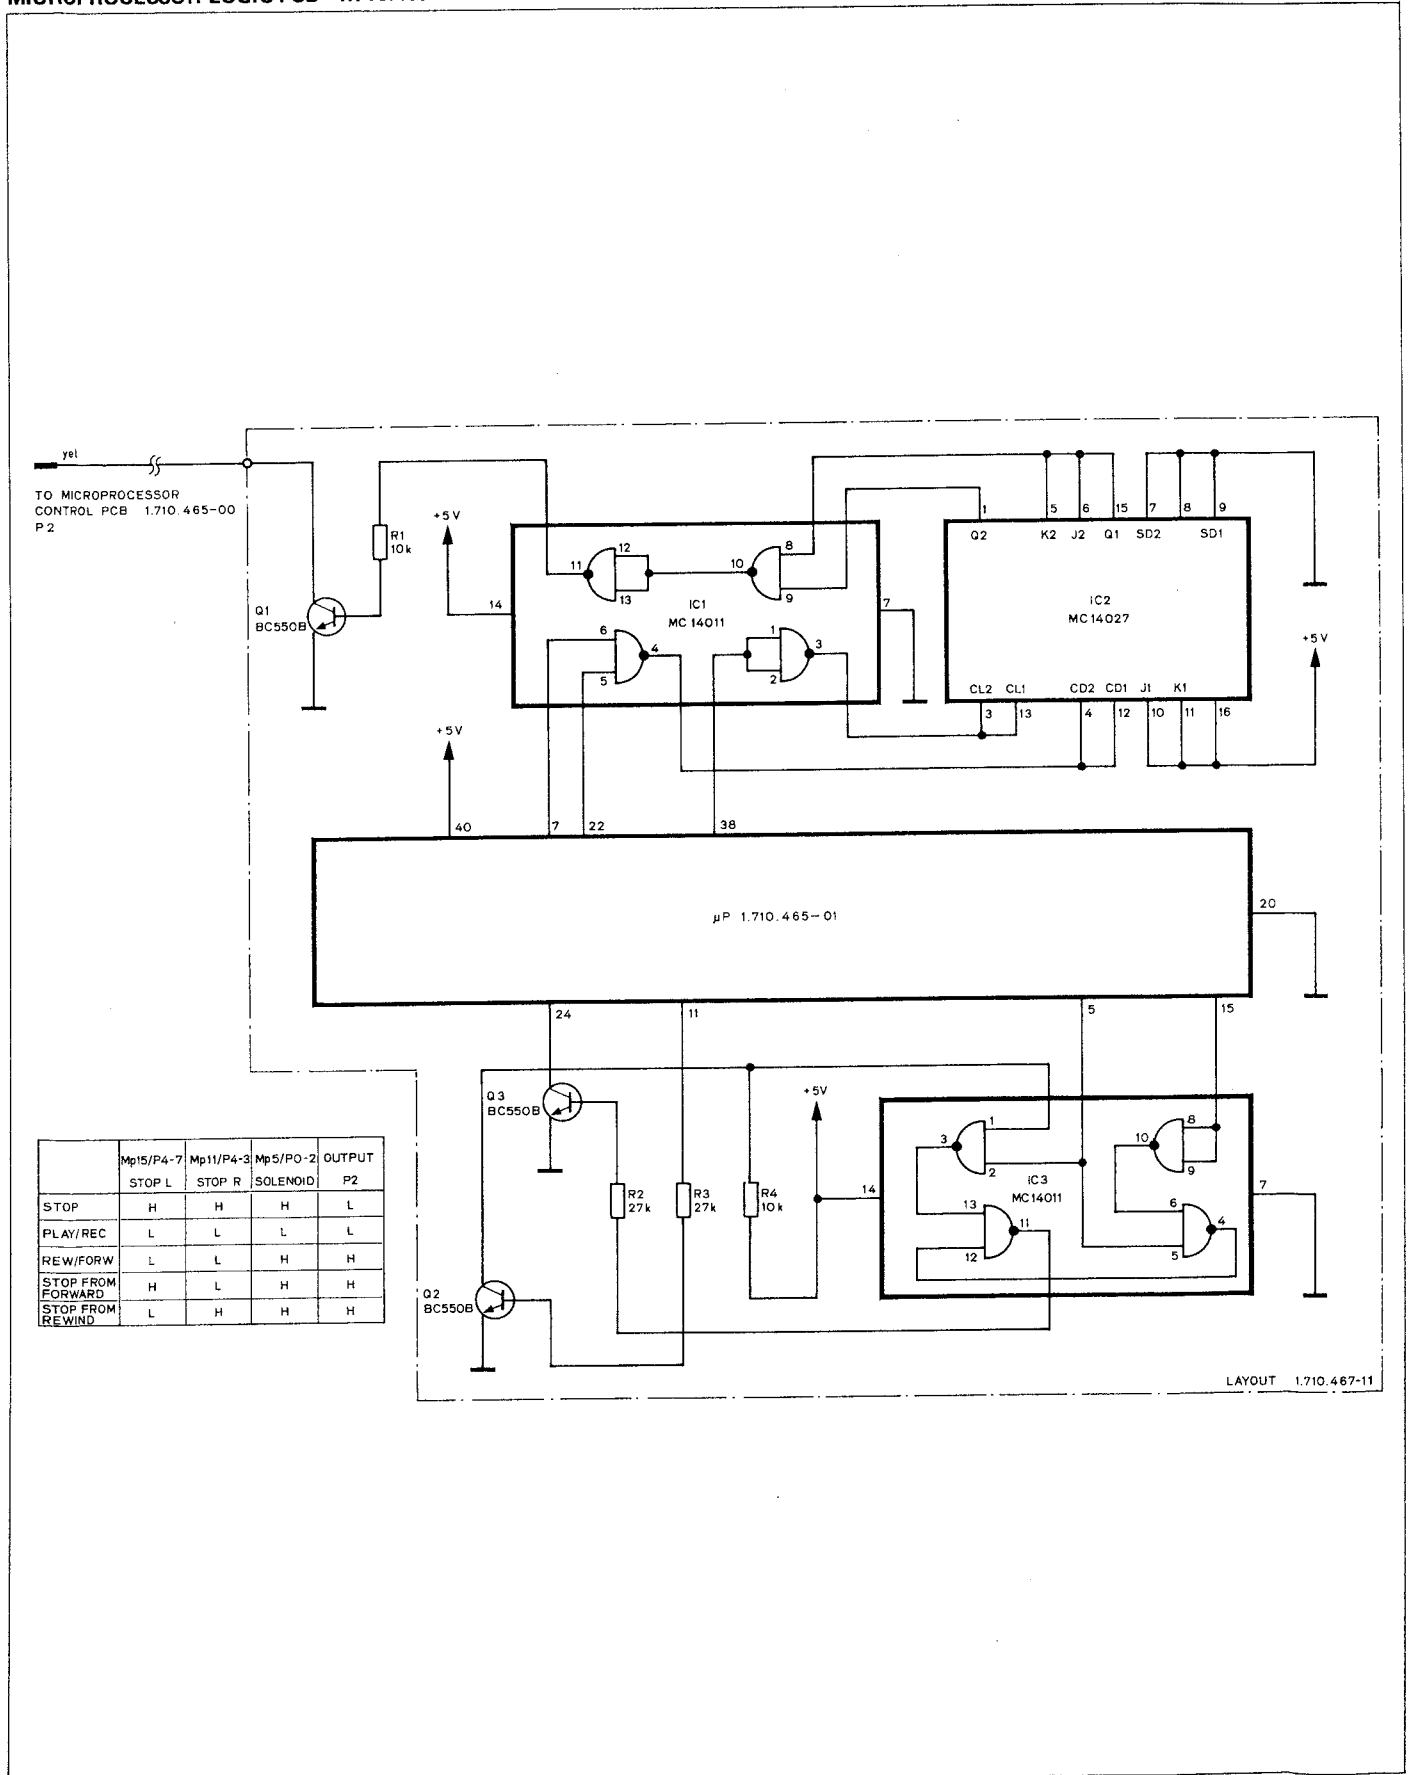 MICROPROCESSOR LOGIC PCB
yel
TO MICROPROCESSOR
CONTROL PCB 1.710.465-00
P2
R1
10k
Q1
BC550B
+5V
14
11
12
13
10
8
9
IC1
MC14011
7
6
5
4
1
2
3
1
5
6
15
7
8
9
Q2
K2
J2
Q1
SD2
SD1
IC2
MC14027
CL2
CL1
CD2
CD1
J1
K1
3
13
4
12
10
11
16
+5V
+5V
40
7
22
38
µP 1.710.465-01
20
24
11
5
15
Q3
BC550B
+5V
R2
27k
R3
27k
R4
10k
14
3
1
2
10
8
9
IC3
MC14011
7
13
12
11
6
5
4
Q2
BC550B
Mp15/P4-7 Mp11/P4-3 Mp5/P0-2 OUTPUT
STOP L STOP R SOLENOID P2
STOP H H H L
PLAY/REC L L L L
REW/FORW L L H H
STOP FROM
FORWARD H L H H
STOP FROM
REWIND L H H H
LAYOUT 1.710.467-11